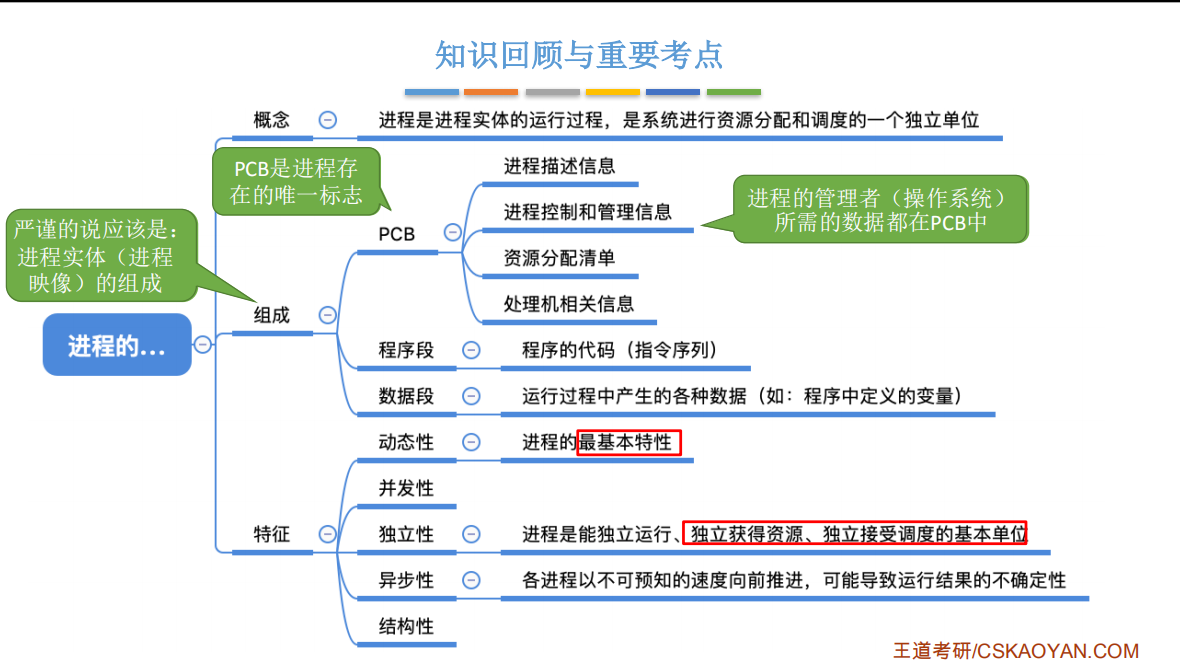 知识回顾与重要考点
概念
进程是进程实体的运行过程，是系统进行资源分配和调度的一个独立单位
PCB是进程存
在的唯一标志
进程描述信息
进程控制和管理信息
进程的管理者（操作系统）
所需的数据都在PCB中
严谨的说应该是：
进程实体（进程
映像）的组成
PCB
资源分配清单
处理机相关信息
组成
进程的...
程序段
程序的代码（指令序列）
数据段
运行过程中产生的各种数据（如：程序中定义的变量）
动态性
进程的最基本特性
并发性
特征
独立性
进程是能独立运行、独立获得资源、独立接受调度的基本单位
异步性
各进程以不可预知的速度向前推进，可能导致运行结果的不确定性
结构性
王道考研/CSKAOYAN.COM